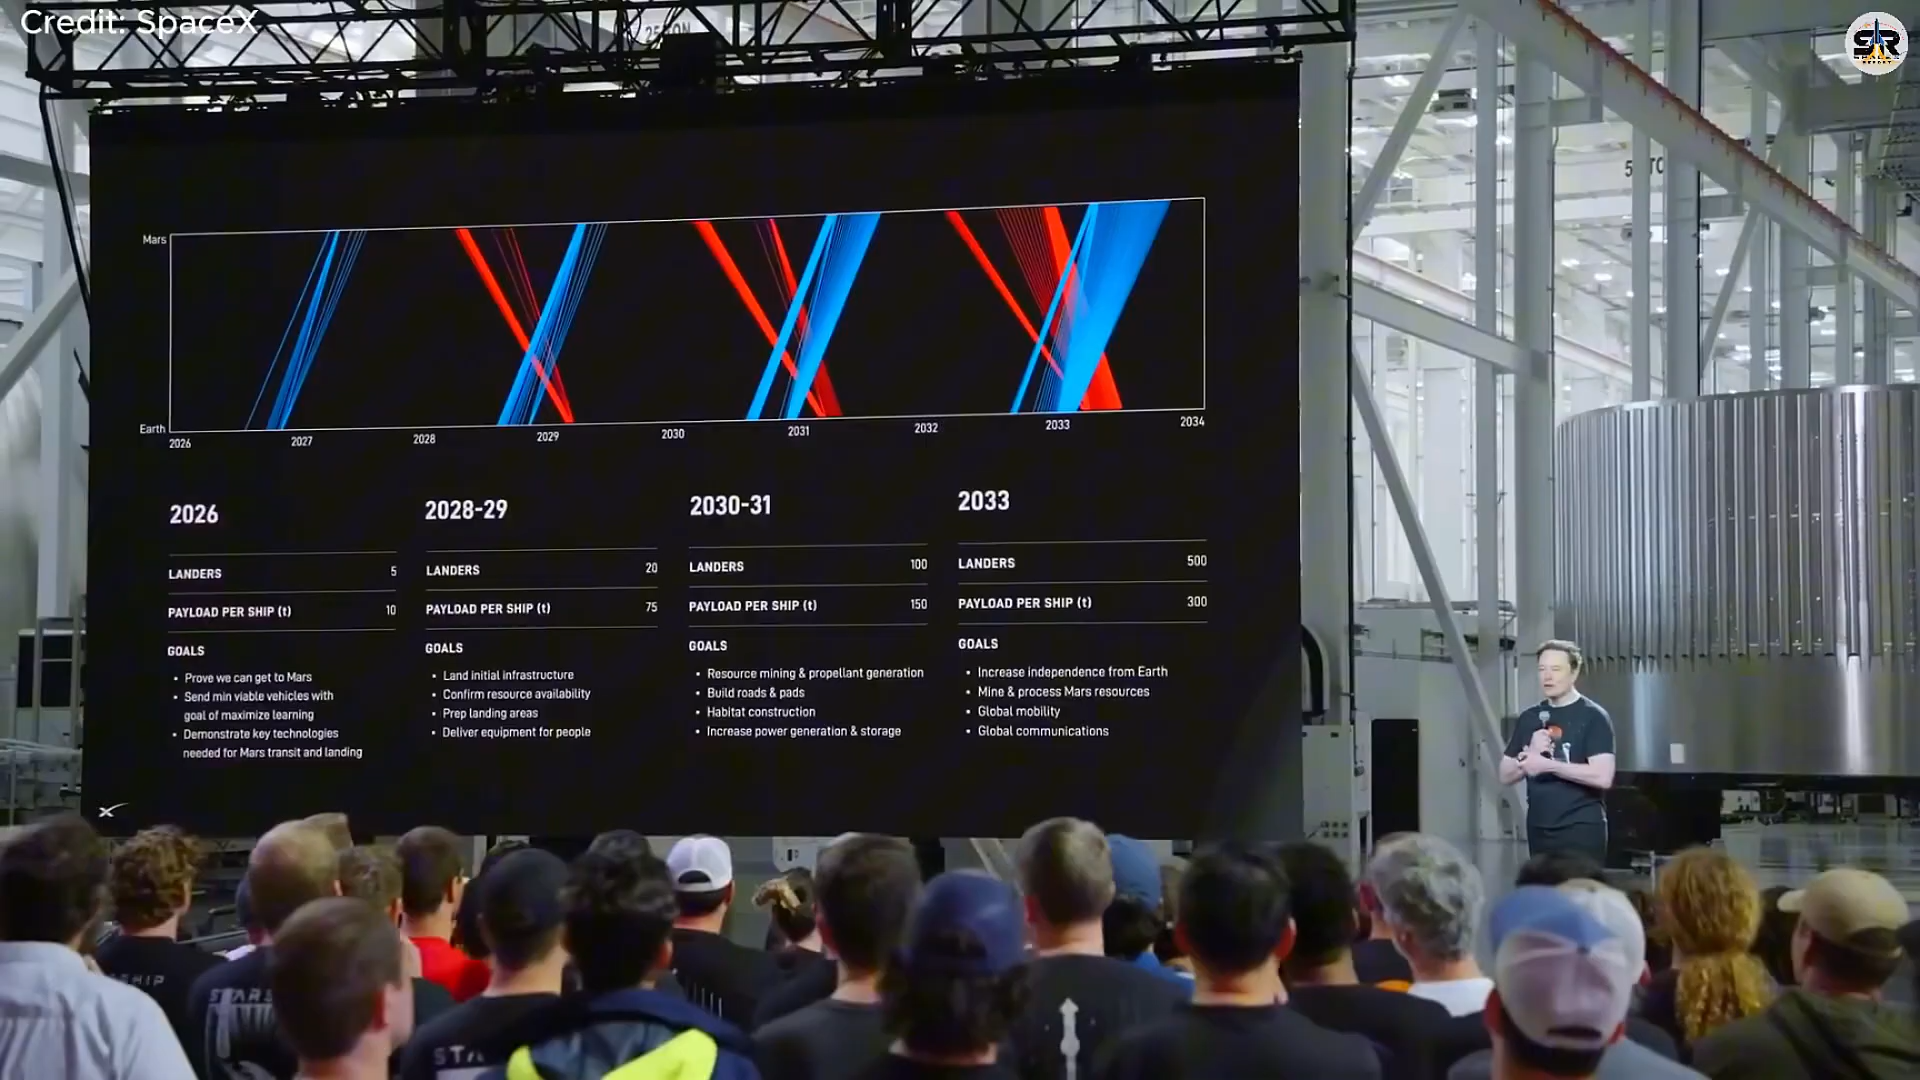 Credit: SpaceX
25 TON
SR
Mars
Earth
2026 2027 2028 2029 2030 2031 2032 2033 2034
2026
LANDERS 5
PAYLOAD PER SHIP (t) 10
GOALS
• Prove we can get to Mars
• Send min viable vehicles with
goal of maximize learning
• Demonstrate key technologies
needed for Mars transit and landing
2028-29
LANDERS 20
PAYLOAD PER SHIP (t) 75
GOALS
• Land initial infrastructure
• Confirm resource availability
• Prep landing areas
• Deliver equipment for people
2030-31
LANDERS 100
PAYLOAD PER SHIP (t) 150
GOALS
• Resource mining & propellant generation
• Build roads & pads
• Habitat construction
• Increase power generation & storage
2033
LANDERS 500
PAYLOAD PER SHIP (t) 300
GOALS
• Increase independence from Earth
• Mine & process Mars resources
• Global mobility
• Global communications
X